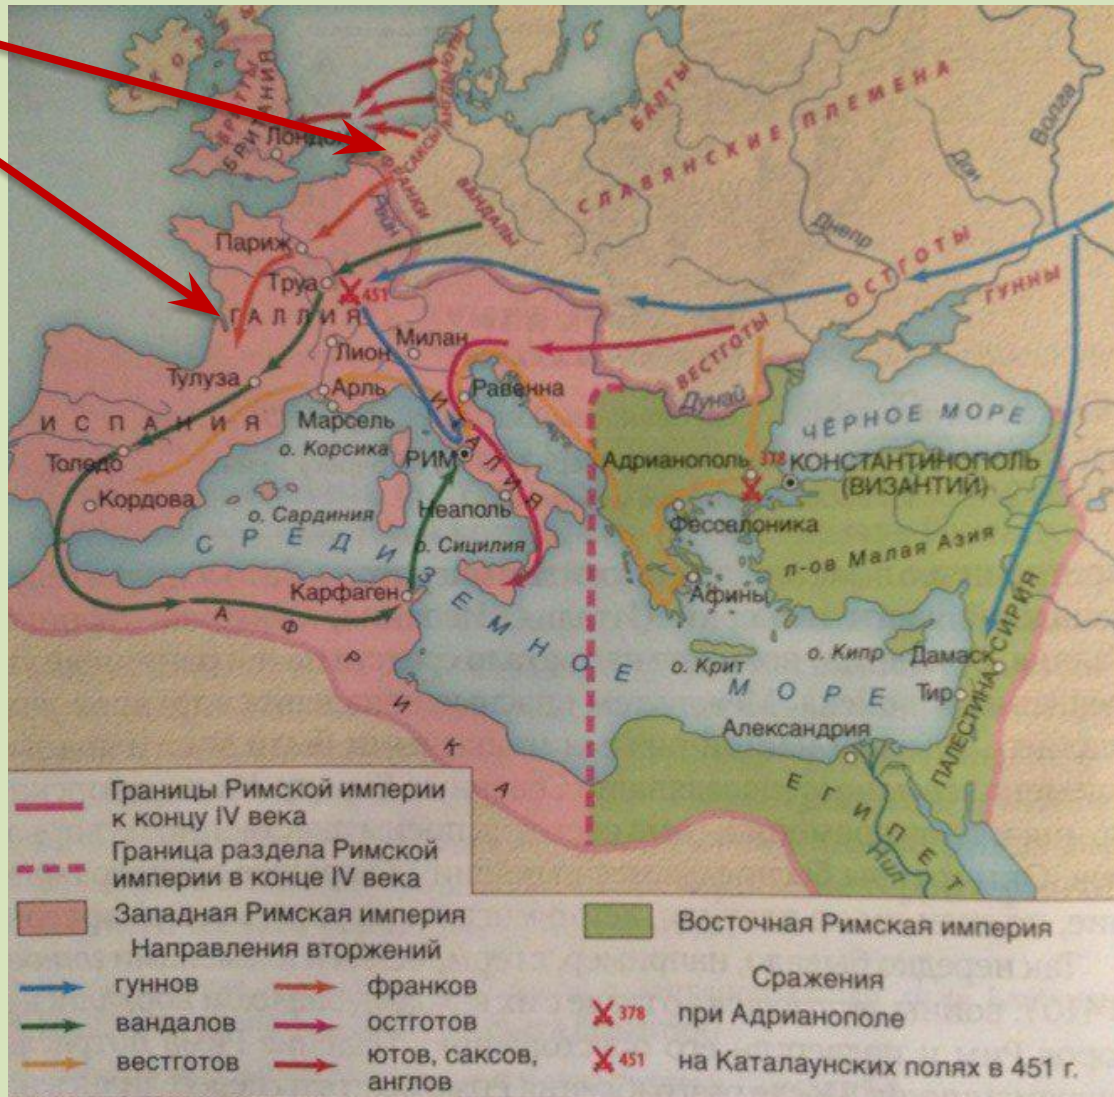 СКОТТЫ
БРИТТЫ
БРИТАНИЯ
Лондон
ЮТЫ
АНГЛЫ
САКСЫ
ФРАНКИ
Рейн
ВАНДАЛЫ
БАЛТЫ
СЛАВЯНСКИЕ ПЛЕМЕНА
Волга
Дон
Днепр
ОСТГОТЫ
ГУННЫ
Париж
Труа
451
ГАЛЛИЯ
Милан
Лион
ВЕСТГОТЫ
Тулуза
Арль
Равенна
Дунай
Марсель
ИСПАНИЯ
ИТАЛИЯ
ЧЁРНОЕ МОРЕ
о. Корсика
Толедо
РИМ
Адрианополь
378
КОНСТАНТИНОПОЛЬ
(ВИЗАНТИЙ)
Кордова
о. Сардиния
Неаполь
Фессалоника
СРЕДИЗЕМНОЕ МОРЕ
о. Сицилия
п-ов Малая Азия
Карфаген
Афины
АФРИКА
о. Крит
о. Кипр
Дамаск
СИРИЯ
Тир
ПАЛЕСТИНА
Александрия
ЕГИПЕТ
Нил
Границы Римской империи
к концу IV века
Граница раздела Римской
империи в конце IV века
Западная Римская империя
Восточная Римская империя
Направления вторжений
гуннов
франков
вандалов
остготов
вестготов
ютов, саксов,
англов
Сражения
378
при Адрианополе
451
на Каталаунских полях в 451 г.